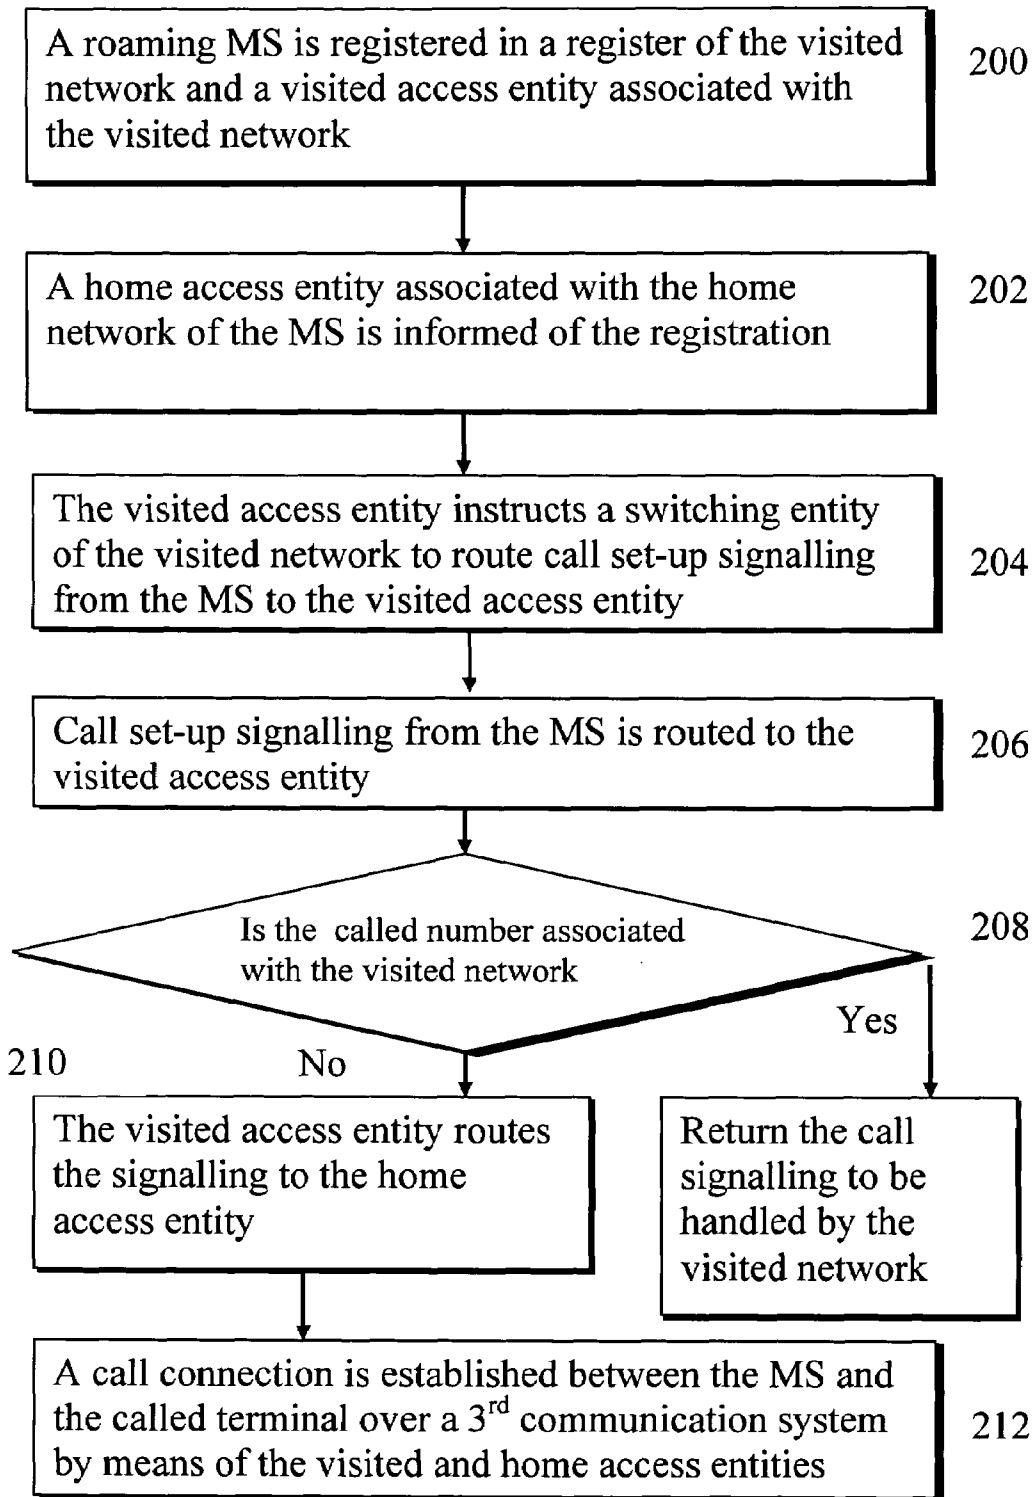 A roaming MS is registered in a register of the visited
network and a visited access entity associated with
the visited network
200
A home access entity associated with the home
network of the MS is informed of the registration
202
The visited access entity instructs a switching entity
of the visited network to route call set-up signalling
from the MS to the visited access entity
204
Call set-up signalling from the MS is routed to the
visited access entity
206
Is the called number associated
with the visited network
208
Yes
No
210
The visited access entity routes
the signalling to the home
access entity
Return the call
signalling to be
handled by the
visited network
A call connection is established between the MS and
the called terminal over a 3rd communication system
by means of the visited and home access entities
212